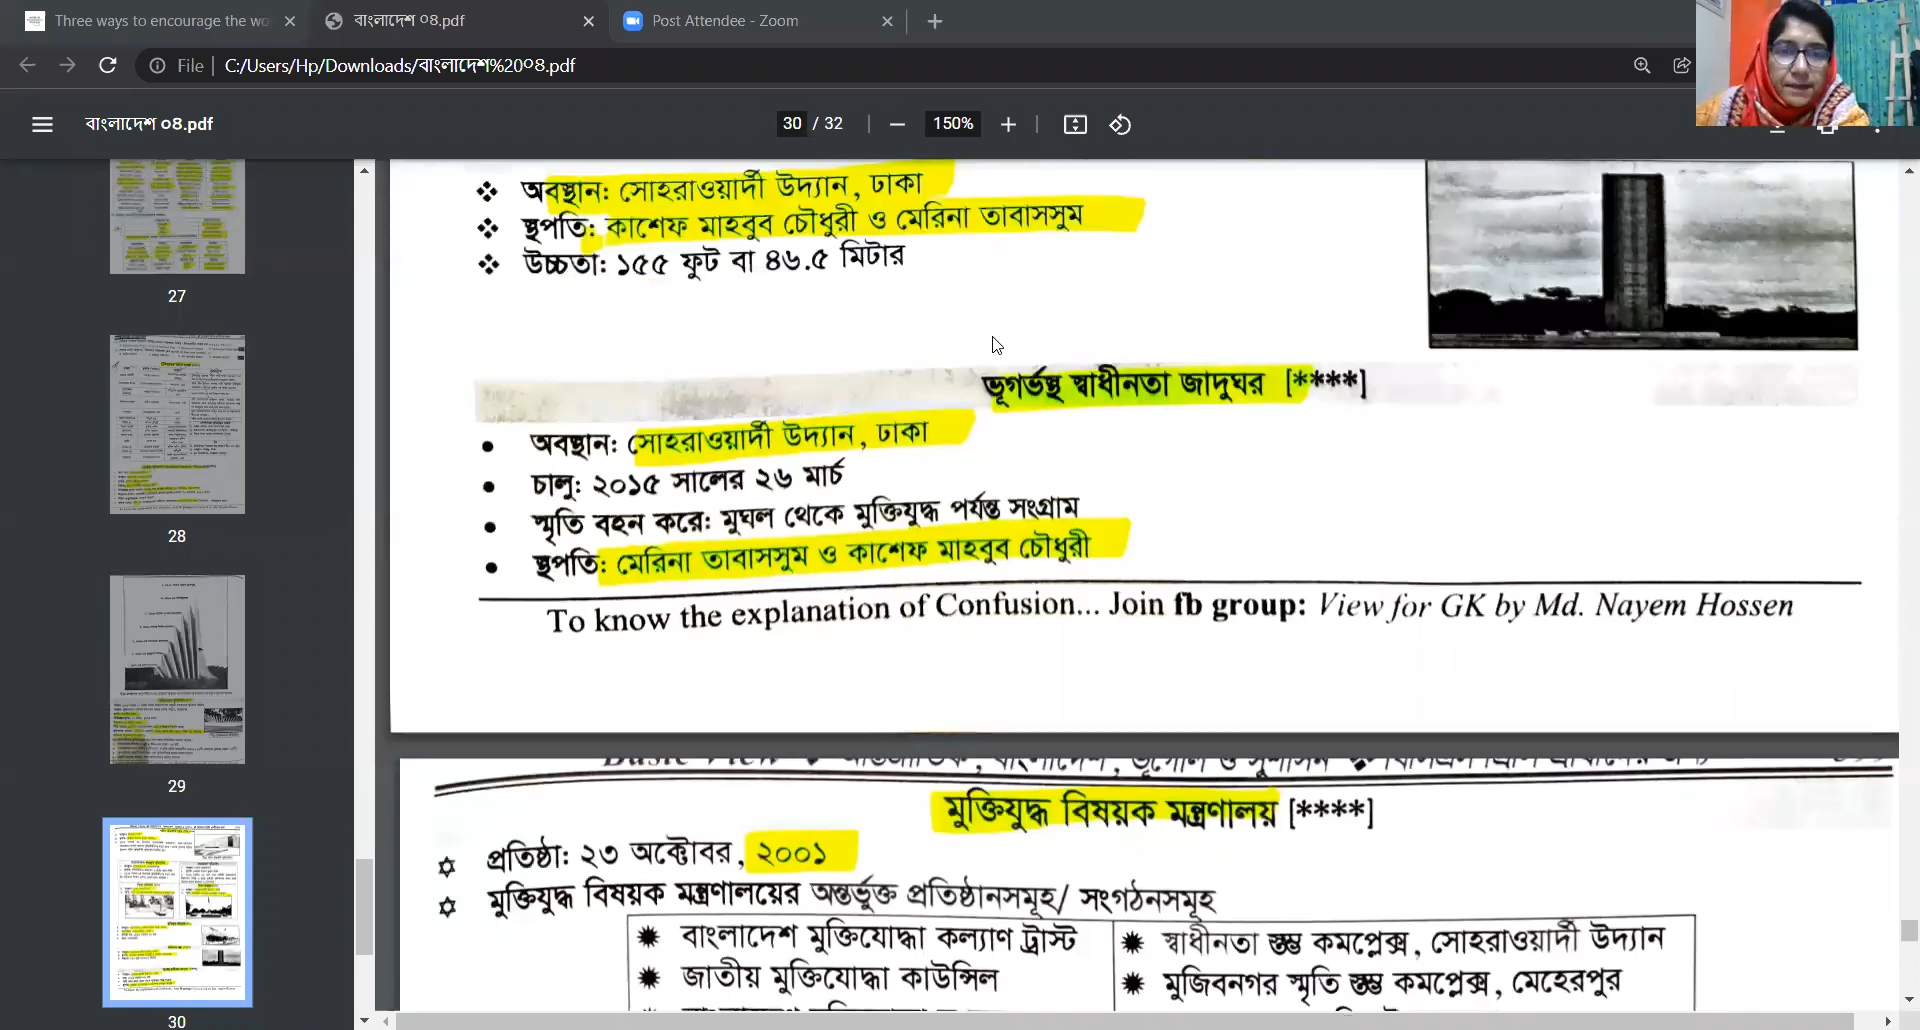 Three ways to encourage the wo
বাংলাদেশ ০৪.pdf
Post Attendee - Zoom
File
C:/Users/Hp/Downloads/বাংলাদেশ%20০৪.pdf
বাংলাদেশ ০৪.pdf
30 / 32
150%
27
28
29
30
অবস্থান: সোহরাওয়ার্দী উদ্যান, ঢাকা
স্থপতি: কাশেফ মাহবুব চৌধুরী ও মেরিনা তাবাসসুম
উচ্চতা: ১৫৫ ফুট বা ৪৬.৫ মিটার
ভূগর্ভস্থ স্বাধীনতা জাদুঘর [****]
অবস্থান: সোহরাওয়ার্দী উদ্যান, ঢাকা
চালু: ২০১৫ সালের ২৬ মার্চ
স্মৃতি বহন করে: মুঘল থেকে মুক্তিযুদ্ধ পর্যন্ত সংগ্রাম
স্থপতি: মেরিনা তাবাসসুম ও কাশেফ মাহবুব চৌধুরী
To know the explanation of Confusion... Join fb group: View for GK by Md. Nayem Hossen
মুক্তিযুদ্ধ বিষয়ক মন্ত্রণালয় [****]
প্রতিষ্ঠা: ২৩ অক্টোবর, ২০০১
মুক্তিযুদ্ধ বিষয়ক মন্ত্রণালয়ের অন্তর্ভুক্ত প্রতিষ্ঠানসমূহ/ সংগঠনসমূহ
বাংলাদেশ মুক্তিযোদ্ধা কল্যাণ ট্রাস্ট
স্বাধীনতা স্তম্ভ কমপ্লেক্স, সোহরাওয়ার্দী উদ্যান
জাতীয় মুক্তিযোদ্ধা কাউন্সিল
মুজিবনগর স্মৃতি স্তম্ভ কমপ্লেক্স, মেহেরপুর